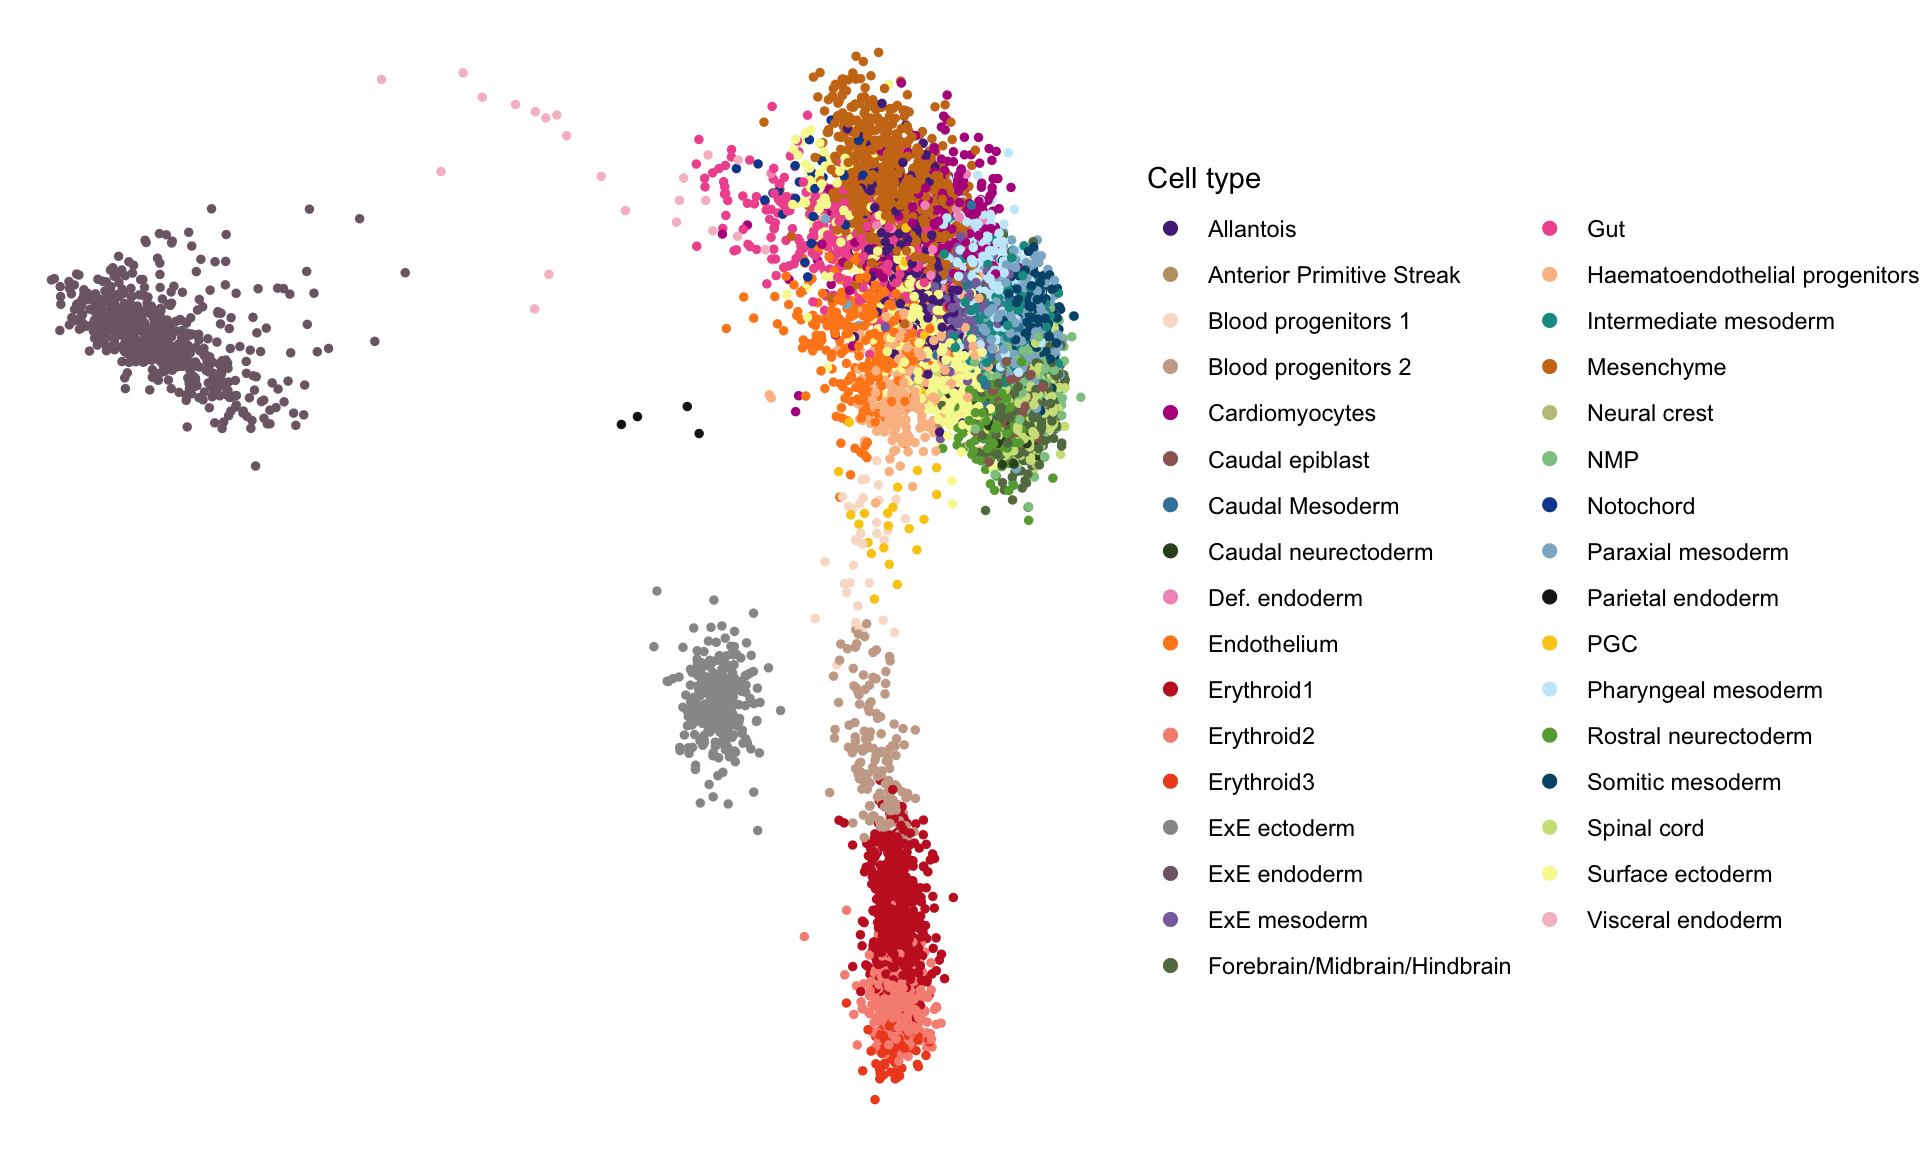 Cell type
Allantois
Anterior Primitive Streak
Blood progenitors 1
Blood progenitors 2
Cardiomyocytes
Caudal epiblast
Caudal Mesoderm
Caudal neurectoderm
Def. endoderm
Endothelium
Erythroid1
Erythroid2
Erythroid3
ExE ectoderm
ExE endoderm
ExE mesoderm
Forebrain/Midbrain/Hindbrain
Gut
Haematoendothelial progenitors
Intermediate mesoderm
Mesenchyme
Neural crest
NMP
Notochord
Paraxial mesoderm
Parietal endoderm
PGC
Pharyngeal mesoderm
Rostral neurectoderm
Somitic mesoderm
Spinal cord
Surface ectoderm
Visceral endoderm